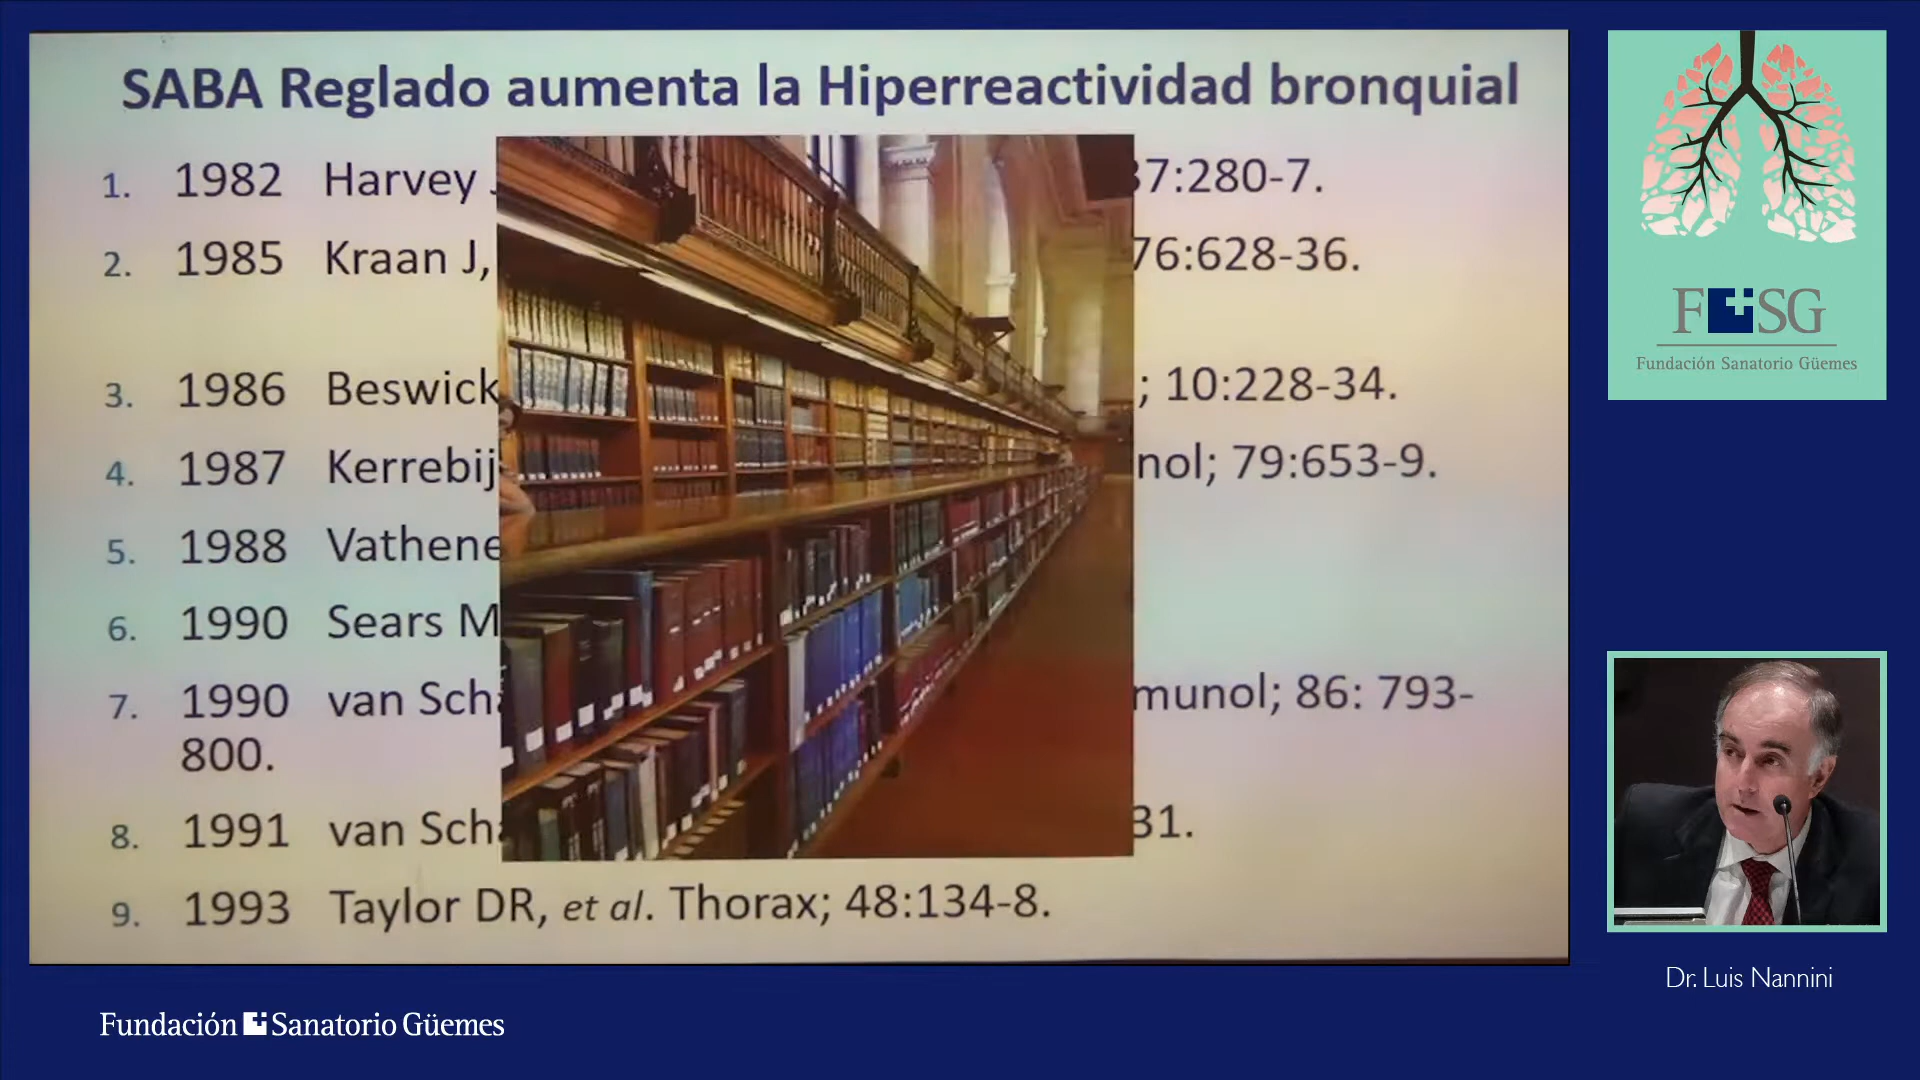 SABA Reglado aumenta la Hiperreactividad bronquial
1. 1982 Harvey 37:280-7.
2. 1985 Kraan J, 76:628-36.
3. 1986 Beswick ; 10:228-34.
4. 1987 Kerrebij nol; 79:653-9.
5. 1988 Vathene
6. 1990 Sears M
7. 1990 van Scha munol; 86: 793-
800.
8. 1991 van Scha 31.
9. 1993 Taylor DR, et al. Thorax; 48:134-8.
FSG
Fundación Sanatorio Güemes
Dr. Luis Nannini
Fundación Sanatorio Güemes